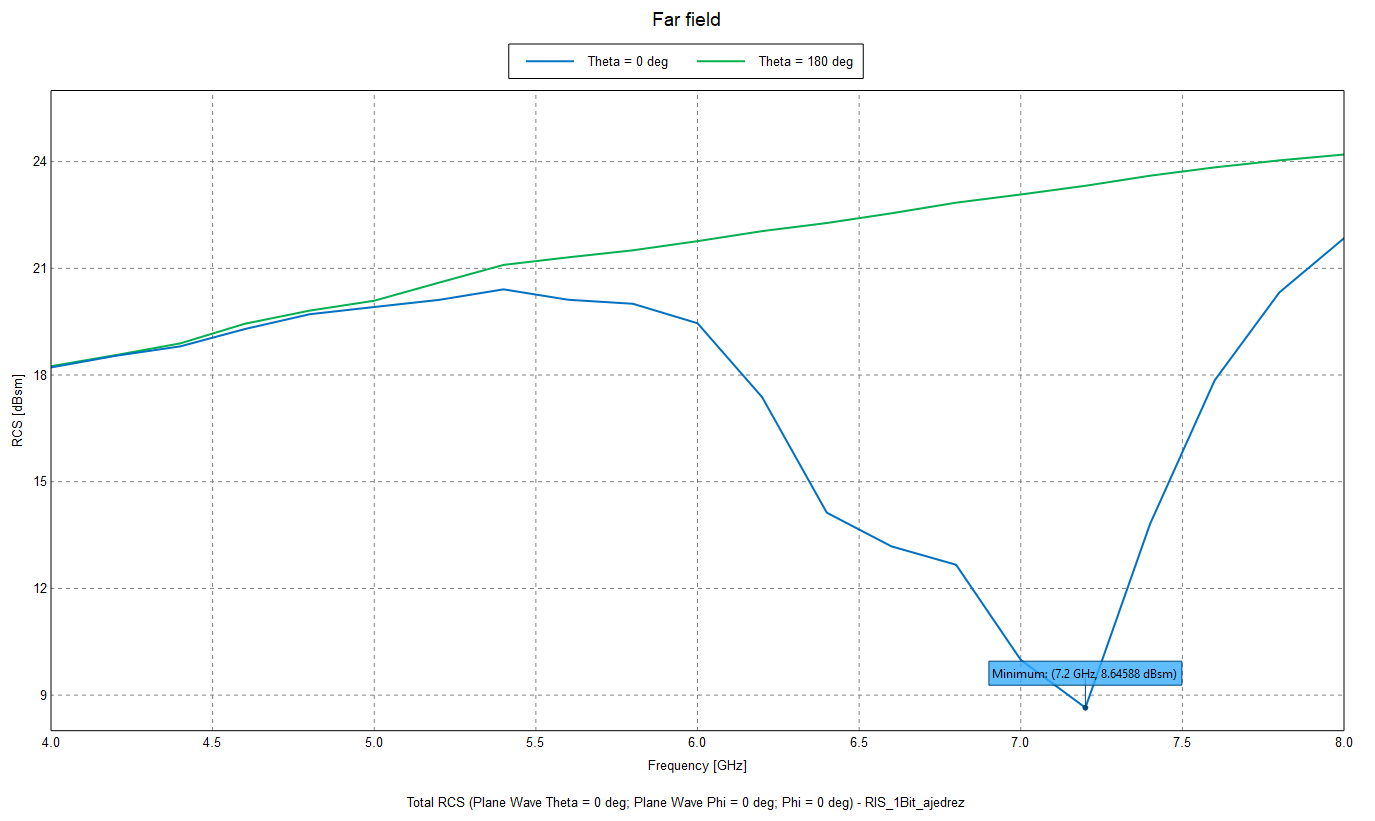 Far field
Theta = 0 deg Theta = 180 deg
24
21
18
15
12
9
RCS [dBsm]
Minimum: (7.2 GHz, 8.64588 dBsm)
4.0 4.5 5.0 5.5 6.0 6.5 7.0 7.5 8.0
Frequency [GHz]
Total RCS (Plane Wave Theta = 0 deg; Plane Wave Phi = 0 deg; Phi = 0 deg) - RIS_1Bit_ajedrez